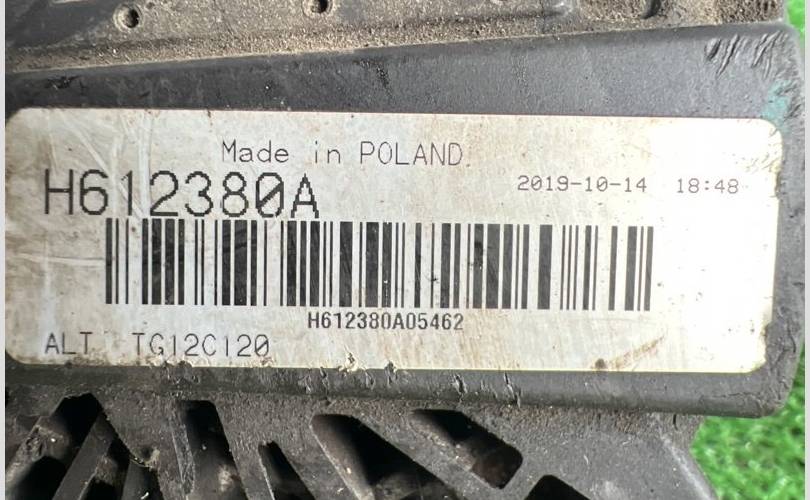 Made in POLAND.
H612380A
2019-10-14 18:48
H612380A05462
ALT TG12C120